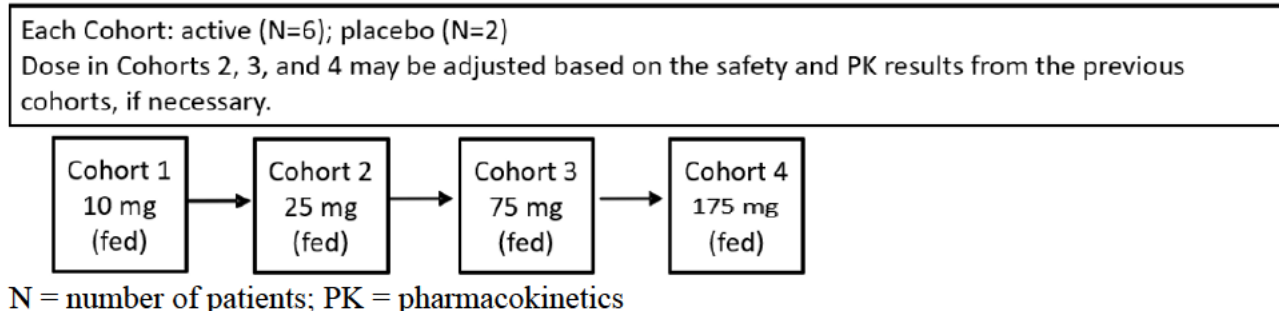 Each Cohort: active (N=6); placebo (N=2)
Dose in Cohorts 2, 3, and 4 may be adjusted based on the safety and PK results from the previous
cohorts, if necessary.
Cohort 1
10 mg
(fed)
Cohort 2
25 mg
(fed)
Cohort 3
75 mg
(fed)
Cohort 4
175 mg
(fed)
N = number of patients; PK = pharmacokinetics